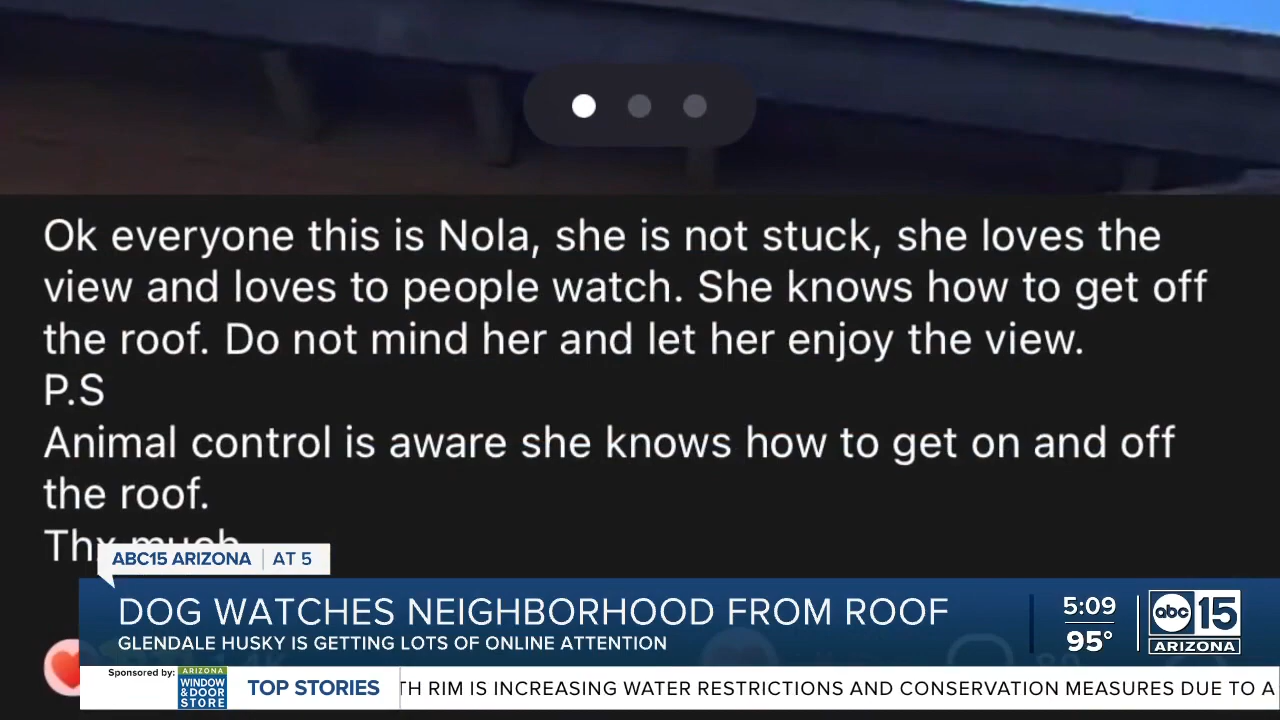 Ok everyone this is Nola, she is not stuck, she loves the
view and loves to people watch. She knows how to get off
the roof. Do not mind her and let her enjoy the view.
P.S
Animal control is aware she knows how to get on and off
the roof.
Thx much
ABC15 ARIZONA AT 5
DOG WATCHES NEIGHBORHOOD FROM ROOF
GLENDALE HUSKY IS GETTING LOTS OF ONLINE ATTENTION
5:09
95°
abc 15
ARIZONA
Sponsored by:
ARIZONA
WINDOW
&DOOR
STORE
TOP STORIES
TH RIM IS INCREASING WATER RESTRICTIONS AND CONSERVATION MEASURES DUE TO A